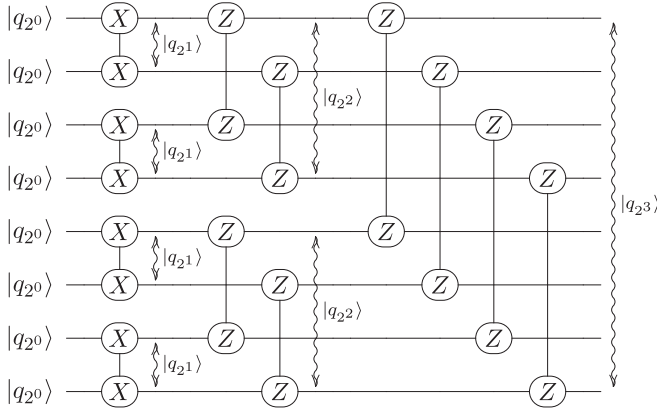 |q_{2^0}⟩ X Z Z
|q_{2^1}⟩
|q_{2^0}⟩ X Z Z
|q_{2^2}⟩
|q_{2^0}⟩ X Z Z
|q_{2^1}⟩
|q_{2^0}⟩ X Z Z
|q_{2^3}⟩
|q_{2^0}⟩ X Z Z
|q_{2^1}⟩
|q_{2^0}⟩ X Z Z
|q_{2^2}⟩
|q_{2^0}⟩ X Z Z
|q_{2^1}⟩
|q_{2^0}⟩ X Z Z